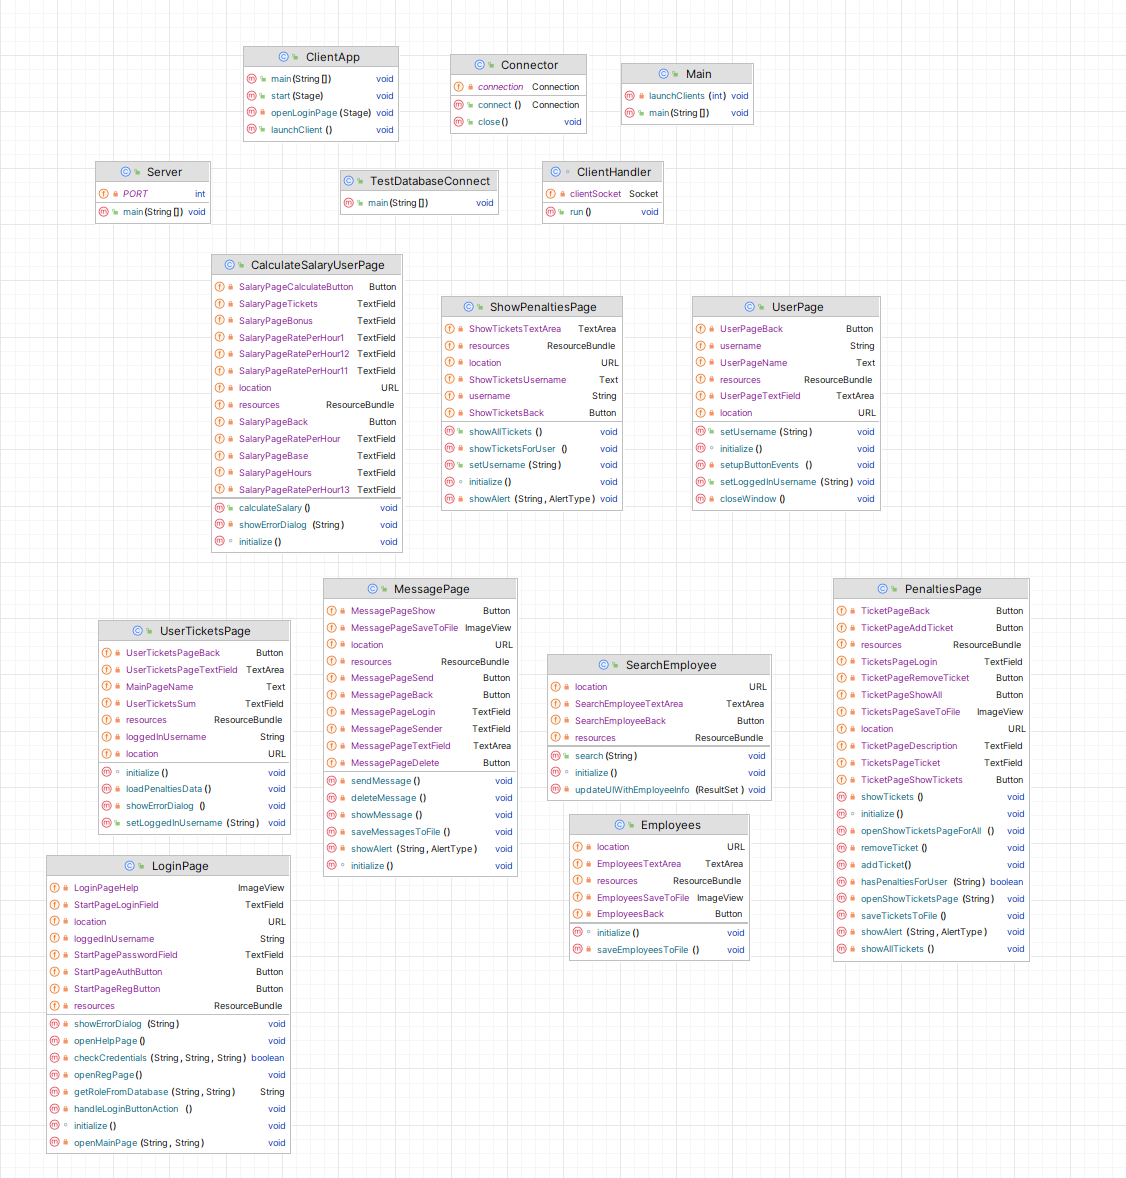 ClientApp
main(String[]) void
start(Stage) void
openLoginPage(Stage) void
launchClient() void
Connector
connection Connection
connect() Connection
close() void
Main
launchClients(int) void
main(String[]) void
Server
PORT int
main(String[]) void
TestDatabaseConnect
main(String[]) void
ClientHandler
clientSocket Socket
run() void
CalculateSalaryUserPage
SalaryPageCalculateButton Button
SalaryPageTickets TextField
SalaryPageBonus TextField
SalaryPageRatePerHour1 TextField
SalaryPageRatePerHour12 TextField
SalaryPageRatePerHour11 TextField
location URL
resources ResourceBundle
SalaryPageBack Button
SalaryPageRatePerHour TextField
SalaryPageBase TextField
SalaryPageHours TextField
SalaryPageRatePerHour13 TextField
calculateSalary() void
showErrorDialog (String) void
initialize() void
ShowPenaltiesPage
ShowTicketsTextArea TextArea
resources ResourceBundle
location URL
ShowTicketsUsername Text
username String
ShowTicketsBack Button
showAllTickets () void
showTicketsForUser () void
setUsername (String) void
initialize() void
showAlert (String, AlertType) void
UserPage
UserPageBack Button
username String
UserPageName Text
resources ResourceBundle
UserPageTextField TextArea
location URL
setUsername (String) void
initialize() void
setupButtonEvents () void
setLoggedInUsername (String) void
closeWindow() void
UserTicketsPage
UserTicketsPageBack Button
UserTicketsPageTextField TextArea
MainPageName Text
UserTicketsSum TextField
resources ResourceBundle
loggedInUsername String
location URL
initialize() void
loadPenaltiesData() void
showErrorDialog () void
setLoggedInUsername (String) void
MessagePage
MessagePageShow Button
MessagePageSaveToFile ImageView
location URL
resources ResourceBundle
MessagePageSend Button
MessagePageBack Button
MessagePageLogin TextField
MessagePageSender TextField
MessagePageTextField TextArea
MessagePageDelete Button
sendMessage() void
deleteMessage () void
showMessage () void
saveMessagesToFile () void
showAlert (String, AlertType) void
initialize() void
SearchEmployee
location URL
SearchEmployeeTextArea TextArea
SearchEmployeeBack Button
resources ResourceBundle
search(String) void
initialize() void
updateUIWithEmployeeInfo (ResultSet) void
PenaltiesPage
TicketPageBack Button
TicketPageAddTicket Button
resources ResourceBundle
TicketsPageLogin TextField
TicketPageRemoveTicket Button
TicketPageShowAll Button
TicketsPageSaveToFile ImageView
location URL
TicketPageDescription TextField
TicketsPageTicket TextField
TicketPageShowTickets Button
showTickets () void
initialize() void
openShowTicketsPageForAll () void
removeTicket () void
addTicket() void
hasPenaltiesForUser (String) boolean
openShowTicketsPage (String) void
saveTicketsToFile () void
showAlert (String, AlertType) void
showAllTickets () void
Employees
location URL
EmployeesTextArea TextArea
resources ResourceBundle
EmployeesSaveToFile ImageView
EmployeesBack Button
initialize() void
saveEmployeesToFile () void
LoginPage
LoginPageHelp ImageView
StartPageLoginField TextField
location URL
loggedInUsername String
StartPagePasswordField TextField
StartPageAuthButton Button
StartPageRegButton Button
resources ResourceBundle
showErrorDialog (String) void
openHelpPage() void
checkCredentials (String, String, String) boolean
openRegPage() void
getRoleFromDatabase (String, String) String
handleLoginButtonAction () void
initialize() void
openMainPage (String, String) void